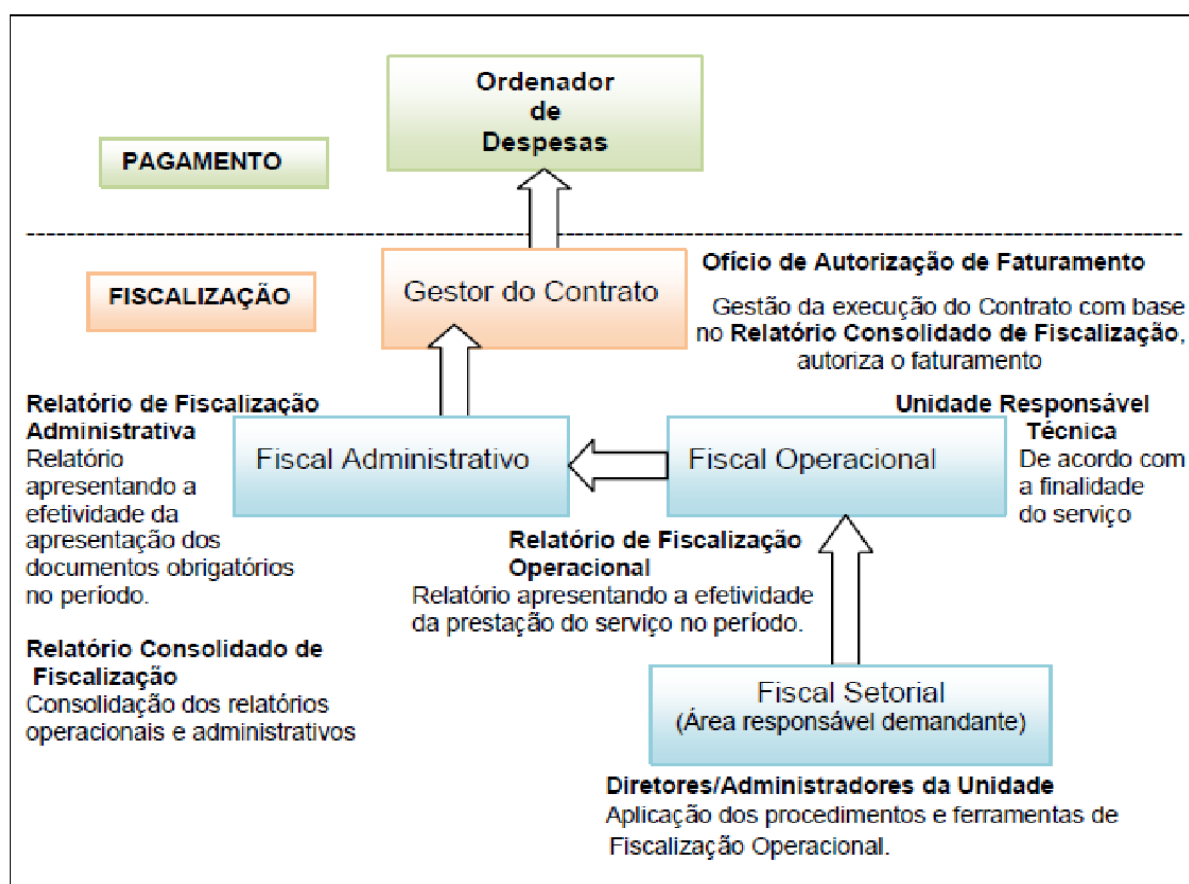 Ordenador
de
Despesas
PAGAMENTO
FISCALIZAÇÃO
Gestor do Contrato
Ofício de Autorização de Faturamento
Gestão da execução do Contrato com base
no Relatório Consolidado de Fiscalização,
autoriza o faturamento
Relatório de Fiscalização
Administrativa
Relatório
apresentando a
efetividade da
apresentação dos
documentos obrigatórios
no período.
Fiscal Administrativo
Fiscal Operacional
Unidade Responsável
Técnica
De acordo com
a finalidade
do serviço
Relatório de Fiscalização
Operacional
Relatório apresentando a efetividade
da prestação do serviço no período.
Relatório Consolidado de
Fiscalização
Consolidação dos relatórios
operacionais e administrativos
Fiscal Setorial
(Área responsável demandante)
Diretores/Administradores da Unidade
Aplicação dos procedimentos e ferramentas de
Fiscalização Operacional.